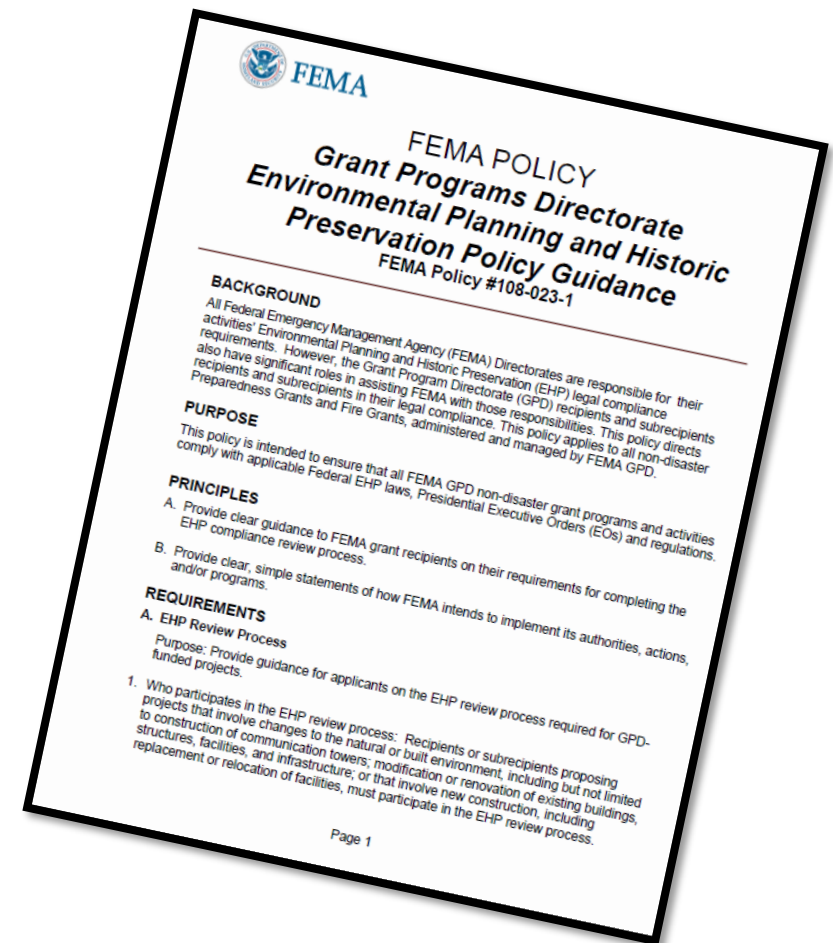 FEMA
FEMA POLICY
Grant Programs Directorate
Environmental Planning and Historic
Preservation Policy Guidance
FEMA Policy #108-023-1
BACKGROUND
All Federal Emergency Management Agency (FEMA) Directorates are responsible for their
activities' Environmental Planning and Historic Preservation (EHP) legal compliance
requirements. However, the Grant Program Directorate (GPD) recipients and subrecipients
also have significant roles in assisting FEMA with those responsibilities. This policy directs
recipients and subrecipients in their legal compliance. This policy applies to all non-disaster
Preparedness Grants and Fire Grants, administered and managed by FEMA GPD.
PURPOSE
This policy is intended to ensure that all FEMA GPD non-disaster grant programs and activities
comply with applicable Federal EHP laws, Presidential Executive Orders (EOs) and regulations.
PRINCIPLES
A. Provide clear guidance to FEMA grant recipients on their requirements for completing the
EHP compliance review process.
B. Provide clear, simple statements of how FEMA intends to implement its authorities, actions,
and/or programs.
REQUIREMENTS
A. EHP Review Process
Purpose: Provide guidance for applicants on the EHP review process required for GPD-
funded projects.
1. Who participates in the EHP review process: Recipients or subrecipients proposing
projects that involve changes to the natural or built environment, including but not limited
to construction of communication towers; modification or renovation of existing buildings,
structures, facilities, and infrastructure; or that involve new construction, including
replacement or relocation of facilities, must participate in the EHP review process.
Page 1